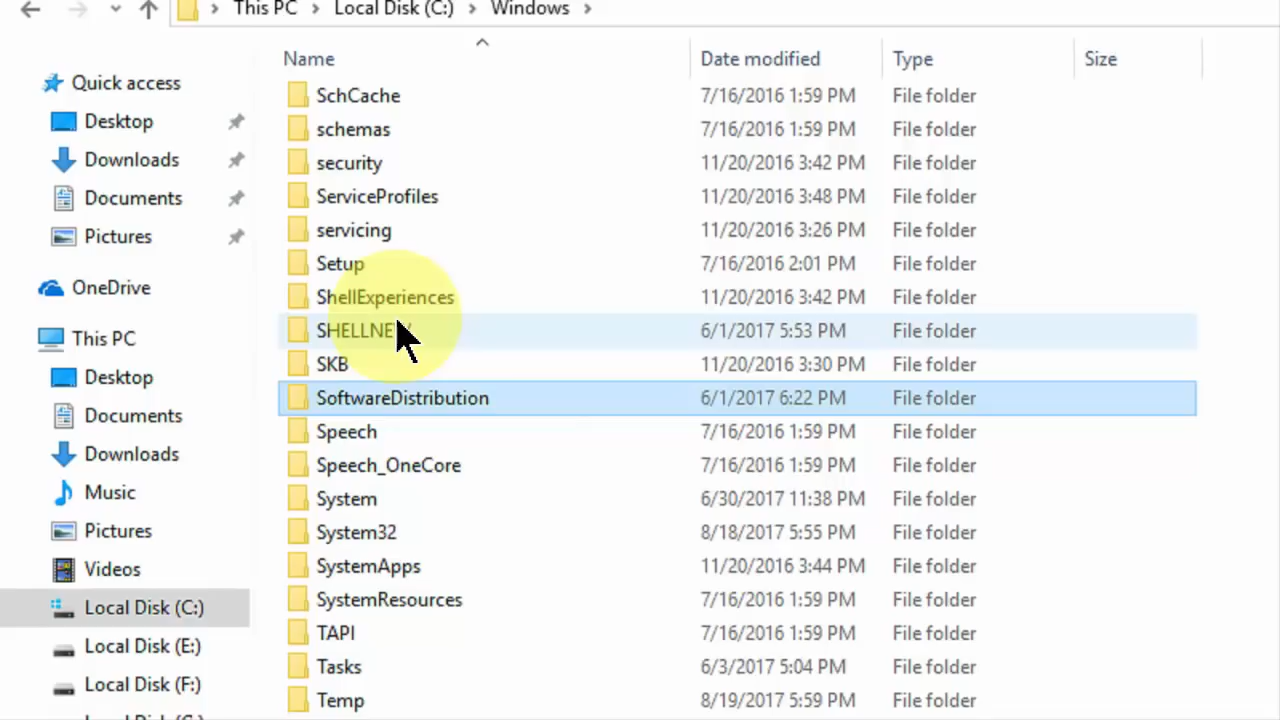 This PC > Local Disk (C:) > Windows >
Name Date modified Type Size
Quick access
Desktop
Downloads
Documents
Pictures
OneDrive
This PC
Desktop
Documents
Downloads
Music
Pictures
Videos
Local Disk (C:)
Local Disk (E:)
Local Disk (F:)
SchCache 7/16/2016 1:59 PM File folder
schemas 7/16/2016 1:59 PM File folder
security 11/20/2016 3:42 PM File folder
ServiceProfiles 11/20/2016 3:48 PM File folder
servicing 11/20/2016 3:26 PM File folder
Setup 7/16/2016 2:01 PM File folder
ShellExperiences 11/20/2016 3:42 PM File folder
SHELLNEW 6/1/2017 5:53 PM File folder
SKB 11/20/2016 3:30 PM File folder
SoftwareDistribution 6/1/2017 6:22 PM File folder
Speech 7/16/2016 1:59 PM File folder
Speech_OneCore 7/16/2016 1:59 PM File folder
System 6/30/2017 11:38 PM File folder
System32 8/18/2017 5:55 PM File folder
SystemApps 11/20/2016 3:44 PM File folder
SystemResources 7/16/2016 1:59 PM File folder
TAPI 7/16/2016 1:59 PM File folder
Tasks 6/3/2017 5:04 PM File folder
Temp 8/19/2017 5:59 PM File folder